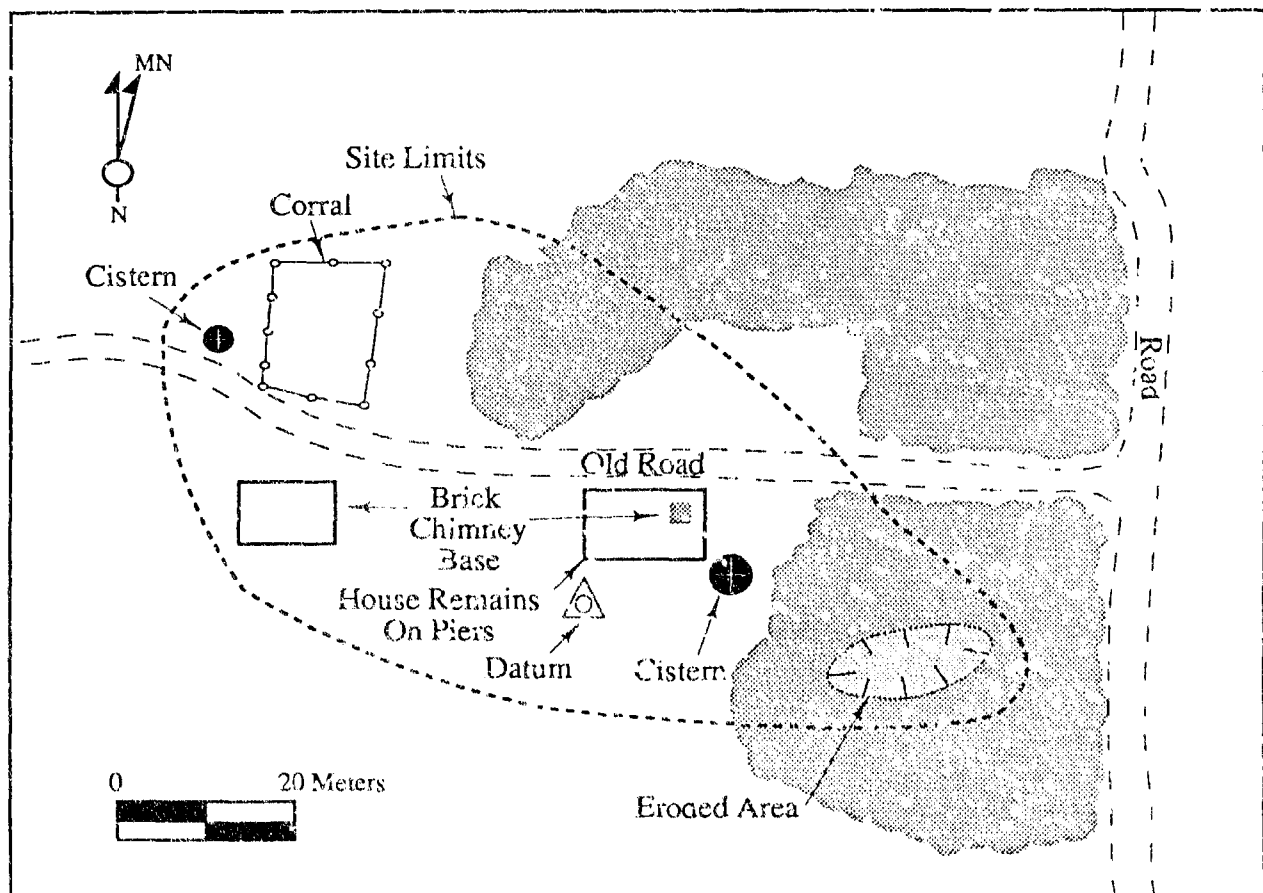 MN
N
Site Limits
Corral
Cistern
Road
Old Road
Brick
Chimney
Base
House Remains
On Piers
Datum
Cistern
0 20 Meters
Eroded Area